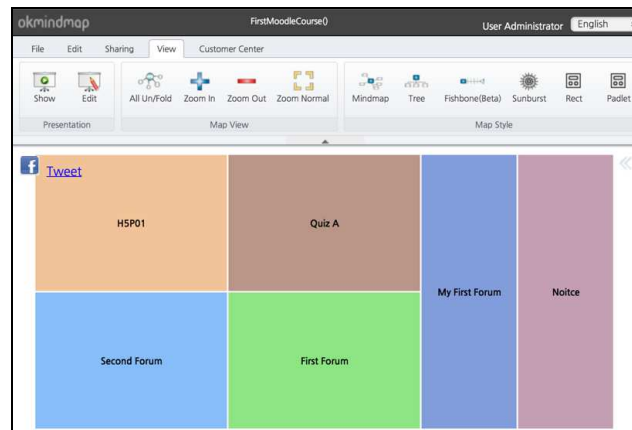 okmindmap
FirstMoodleCourse()
User Administrator
English
File
Edit
Sharing
View
Customer Center
Show
Edit
All Un/Fold
Zoom In
Zoom Out
Zoom Normal
Mindmap
Tree
Fishbone(Beta)
Sunburst
Rect
Padlet
Presentation
Map View
Map Style
f
Tweet
H5P01
Quiz A
My First Forum
Noitce
Second Forum
First Forum